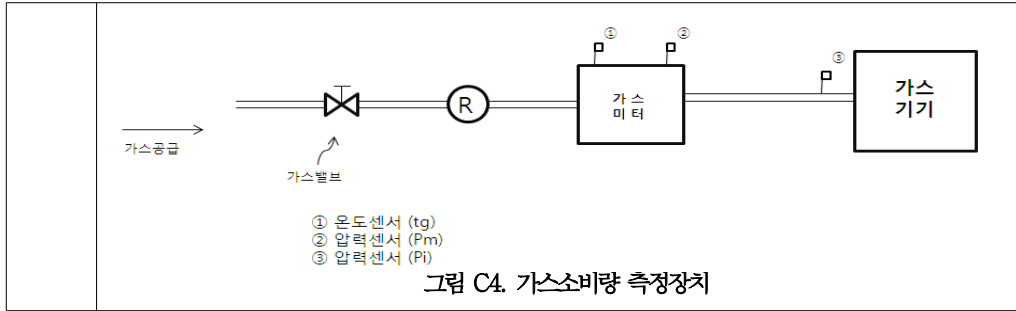 ① ②
③
R
가 스
미 터
가스
기기
가스공급
가스밸브
① 온도센서 (tg)
② 압력센서 (Pm)
③ 압력센서 (Pi)
그림 C4. 가스소비량 측정장치